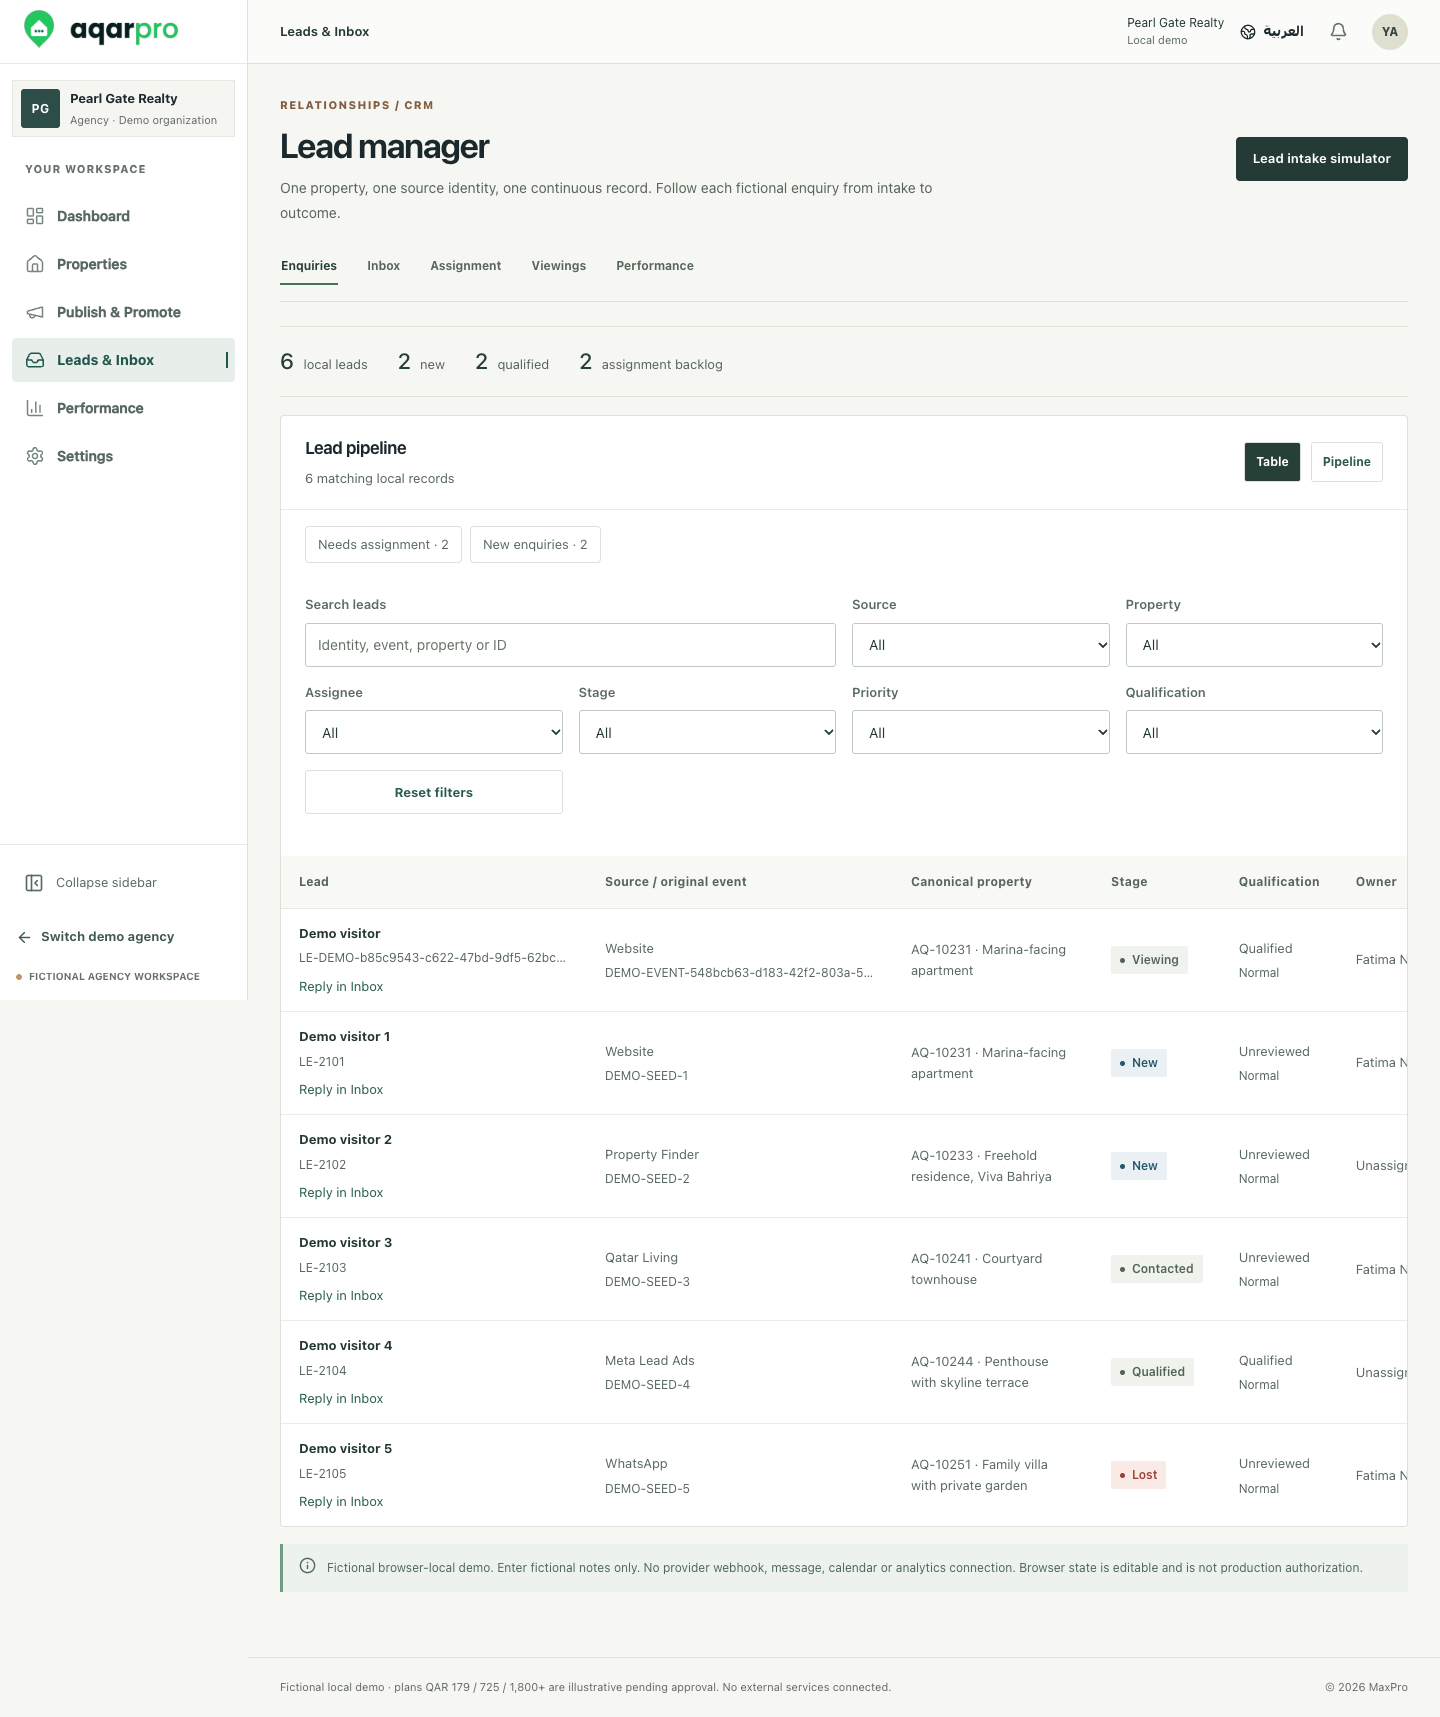 aqarpro
Leads & Inbox
Pearl Gate Realty
Local demo
العربية
YA
PG
Pearl Gate Realty
Agency · Demo organization
YOUR WORKSPACE
Dashboard
Properties
Publish & Promote
Leads & Inbox
Performance
Settings
Collapse sidebar
Switch demo agency
FICTIONAL AGENCY WORKSPACE
RELATIONSHIPS / CRM
Lead manager
One property, one source identity, one continuous record. Follow each fictional enquiry from intake to
outcome.
Lead intake simulator
Enquiries Inbox Assignment Viewings Performance
6 local leads 2 new 2 qualified 2 assignment backlog
Lead pipeline
6 matching local records
Table Pipeline
Needs assignment · 2 New enquiries · 2
Search leads Source Property
Identity, event, property or ID All All
Assignee Stage Priority Qualification
All All All All
Reset filters
Lead Source / original event Canonical property Stage Qualification Owner
Demo visitor
LE-DEMO-b85c9543-c622-47bd-9df5-62bc...
Reply in Inbox
Website
DEMO-EVENT-548bcb63-d183-42f2-803a-5...
AQ-10231 · Marina-facing
apartment
Viewing
Qualified
Normal
Fatima N
Demo visitor 1
LE-2101
Reply in Inbox
Website
DEMO-SEED-1
AQ-10231 · Marina-facing
apartment
New
Unreviewed
Normal
Fatima N
Demo visitor 2
LE-2102
Reply in Inbox
Property Finder
DEMO-SEED-2
AQ-10233 · Freehold
residence, Viva Bahriya
New
Unreviewed
Normal
Unassigr
Demo visitor 3
LE-2103
Reply in Inbox
Qatar Living
DEMO-SEED-3
AQ-10241 · Courtyard
townhouse
Contacted
Unreviewed
Normal
Fatima N
Demo visitor 4
LE-2104
Reply in Inbox
Meta Lead Ads
DEMO-SEED-4
AQ-10244 · Penthouse
with skyline terrace
Qualified
Qualified
Normal
Unassigr
Demo visitor 5
LE-2105
Reply in Inbox
WhatsApp
DEMO-SEED-5
AQ-10251 · Family villa
with private garden
Lost
Unreviewed
Normal
Fatima N
Fictional browser-local demo. Enter fictional notes only. No provider webhook, message, calendar or analytics connection. Browser state is editable and is not production authorization.
Fictional local demo · plans QAR 179 / 725 / 1,800+ are illustrative pending approval. No external services connected.
© 2026 MaxPro